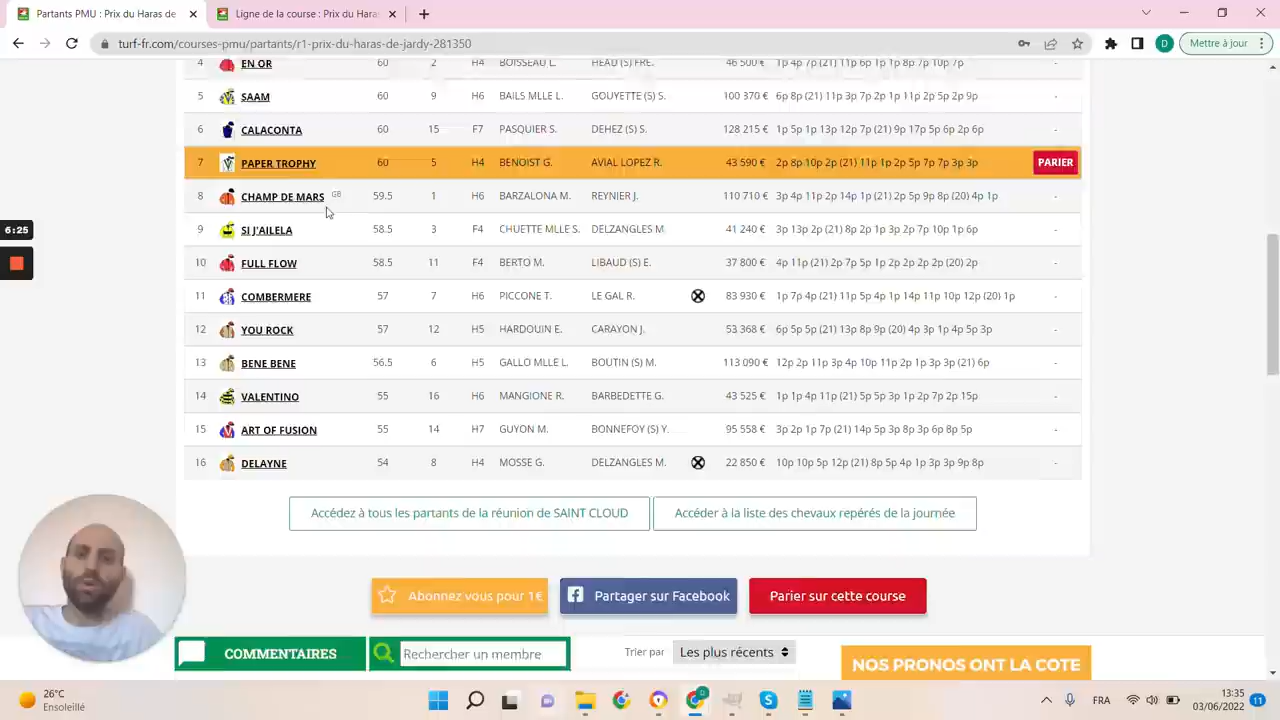 Partants PMU : Prix du Haras de
Ligne de la course : Prix du Haras
turf-fr.com/courses-pmu/partants/r1-prix-du-haras-de-jardy-281359
Mettre à jour
4 EN OR 60 2 H4 BOISSEAU L. HEAD (S) FRE. 46 500 € 1p 4p 7p (21) 11p 6p 1p 1p 8p 7p 10p 7p -
5 SAAM 60 9 H6 BAILS MLLE L. GOUYETTE (S) S. 100 370 € 6p 8p (21) 11p 3p 7p 2p 1p 11p 2p 5p 2p 9p -
6 CALACONTA 60 15 F7 PASQUIER S. DEHEZ (S) S. 128 215 € 1p 5p 1p 13p 12p 7p (21) 9p 17p 5p 6p 2p 6p -
7 PAPER TROPHY 60 5 H4 BENOIST G. AVIAL LOPEZ R. 43 590 € 2p 8p 10p 2p (21) 11p 1p 2p 5p 7p 7p 3p 3p PARIER
8 CHAMP DE MARS GB 59.5 1 H6 BARZALONA M. REYNIER J. 110 710 € 3p 4p 11p 2p 14p 1p (21) 2p 5p 9p 8p (20) 4p 1p -
9 SI J'AILELA 58.5 3 F4 CHUETTE MLLE S. DELZANGLES M. 41 240 € 3p 13p 2p (21) 8p 2p 1p 3p 2p 7p 10p 1p 6p -
10 FULL FLOW 58.5 11 F4 BERTO M. LIBAUD (S) E. 37 800 € 4p 11p (21) 2p 7p 5p 1p 2p 2p 2p 2p (20) 2p -
11 COMBERMERE 57 7 H6 PICCONE T. LE GAL R. 83 930 € 1p 7p 4p (21) 11p 5p 4p 1p 14p 11p 10p 12p (20) 1p -
12 YOU ROCK 57 12 H5 HARDOUIN E. CARAYON J. 53 368 € 6p 5p 5p (21) 13p 8p 9p (20) 4p 3p 1p 4p 5p 3p -
13 BENE BENE 56.5 6 H5 GALLO MLLE L. BOUTIN (S) M. 113 090 € 12p 2p 11p 3p 4p 10p 11p 2p 1p 3p 3p (21) 6p -
14 VALENTINO 55 16 H6 MANGIONE R. BARBEDETTE G. 43 525 € 1p 1p 4p 11p (21) 5p 5p 3p 1p 2p 7p 2p 15p -
15 ART OF FUSION 55 14 H7 GUYON M. BONNEFOY (S) Y. 95 558 € 3p 2p 1p 7p (21) 14p 5p 3p 8p 3p 6p 8p 5p -
16 DELAYNE 54 8 H4 MOSSE G. DELZANGLES M. 22 850 € 10p 10p 5p 12p (21) 8p 5p 4p 1p 3p 3p 9p 8p -
6:25
Accédez à tous les partants de la réunion de SAINT CLOUD
Accéder à la liste des chevaux repérés de la journée
Abonnez vous pour 1€
Partager sur Facebook
Parier sur cette course
COMMENTAIRES
Rechercher un membre
Trier par Les plus récents
NOS PRONOS ONT LA COTE
26°C
Ensoleillé
FRA
13:35
03/06/2022
11